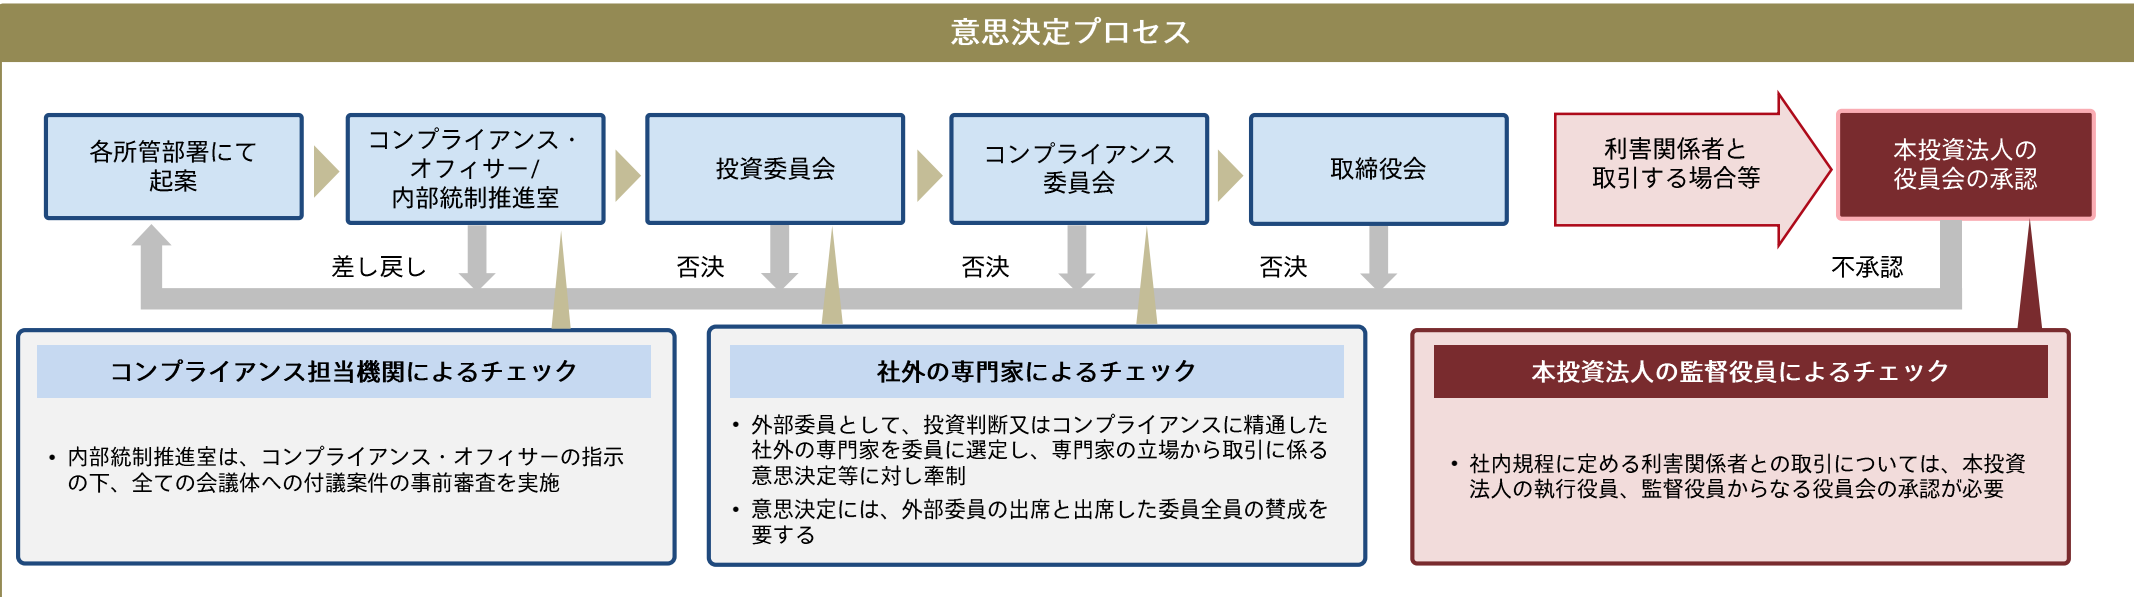 意思決定プロセス
各所管部署にて
起案
コンプライアンス・
オフィサー/
内部統制推進室
投資委員会
コンプライアンス
委員会
取締役会
利害関係者と
取引する場合等
本投資法人の
役員会の承認
差し戻し
否決
否決
否決
不承認
コンプライアンス担当機関によるチェック
• 内部統制推進室は、コンプライアンス・オフィサーの指示
の下、全ての会議体への付議案件の事前審査を実施
社外の専門家によるチェック
• 外部委員として、投資判断又はコンプライアンスに精通した
社外の専門家を委員に選定し、専門家の立場から取引に係る
意思決定等に対し牽制
• 意思決定には、外部委員の出席と出席した委員全員の賛成を
要する
本投資法人の監督役員によるチェック
• 社内規程に定める利害関係者との取引については、本投資
法人の執行役員、監督役員からなる役員会の承認が必要